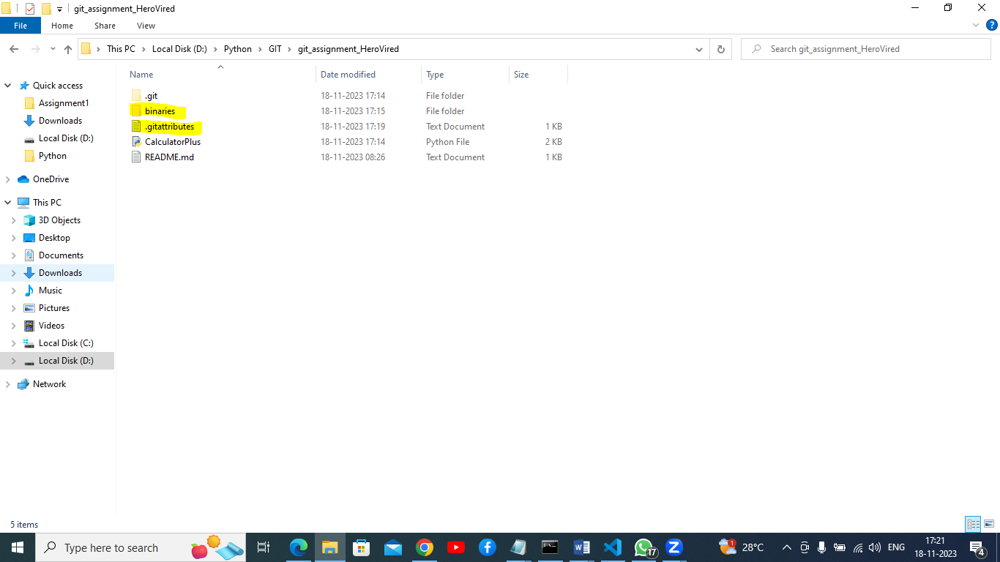 git_assignment_HeroVired
File Home Share View
This PC Local Disk (D:) Python GIT git_assignment_HeroVired
Search git_assignment_HeroVired
Quick access
Assignment1
Downloads
Local Disk (D:)
Python
OneDrive
This PC
3D Objects
Desktop
Documents
Downloads
Music
Pictures
Videos
Local Disk (C:)
Local Disk (D:)
Network
Name Date modified Type Size
.git 18-11-2023 17:14 File folder
binaries 18-11-2023 17:15 File folder
.gitattributes 18-11-2023 17:19 Text Document 1 KB
CalculatorPlus 18-11-2023 17:14 Python File 2 KB
README.md 18-11-2023 08:26 Text Document 1 KB
5 items
Type here to search
17
1
28°C
ENG
17:21
18-11-2023
4